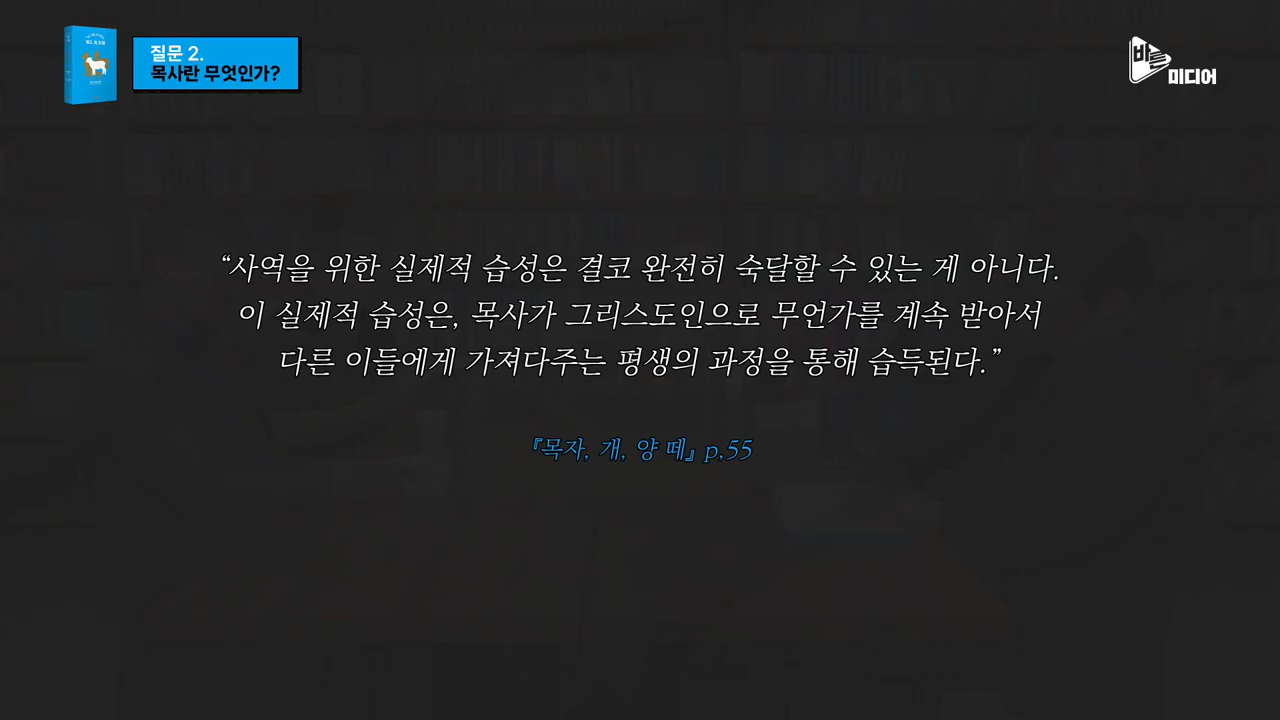 질문 2.
목사란 무엇인가?
바른
미디어
“사역을 위한 실제적 습성은 결코 완전히 숙달할 수 있는 게 아니다.
이 실제적 습성은, 목사가 그리스도인으로 무언가를 계속 받아서
다른 이들에게 가져다주는 평생의 과정을 통해 습득된다.”
『목자, 개, 양 떼』 p,55